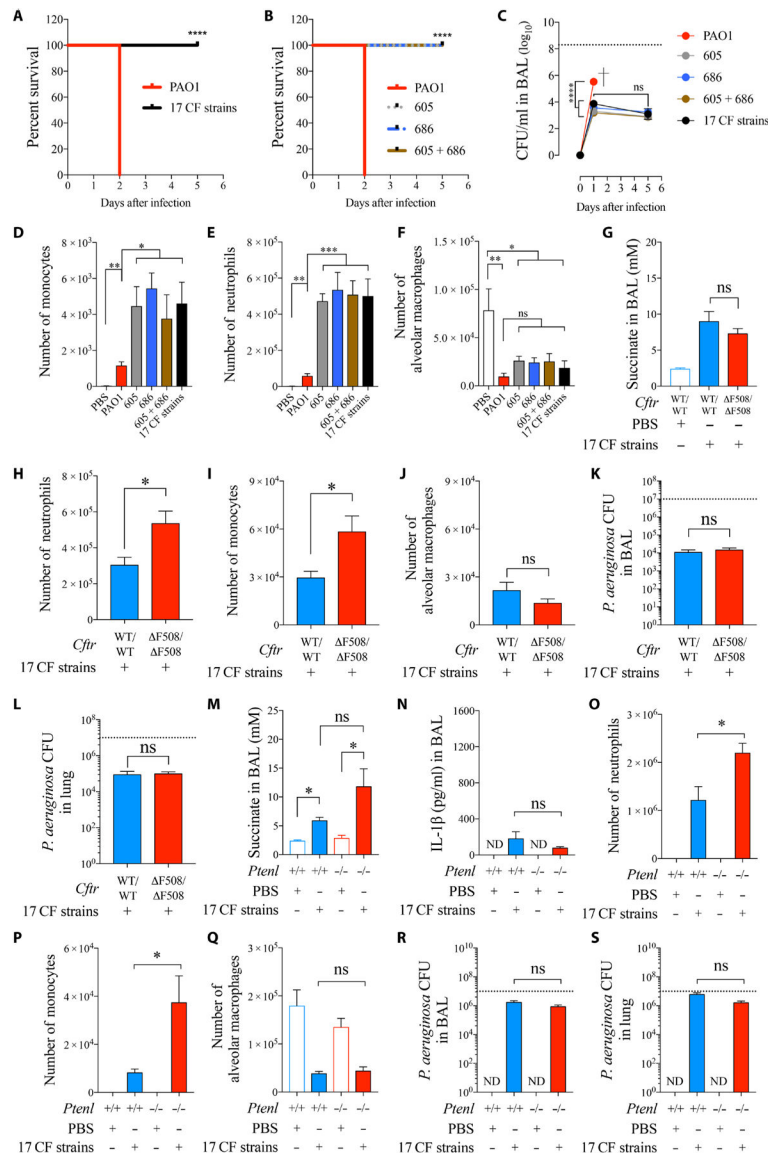 A
****
Percent survival
100
80
60
40
20
0
PAO1
17 CF strains
0 1 2 3 4 5 6
Days after infection
B
****
Percent survival
100
80
60
40
20
0
PAO1
605
686
605 + 686
0 1 2 3 4 5 6
Days after infection
C
CFU/ml in BAL (log10)
10
8
6
4
2
0
****
ns
PAO1
605
686
605 + 686
17 CF strains
0 1 2 3 4 5 6
Days after infection
D
Number of monocytes
6 × 10³
4 × 10³
2 × 10³
0
**
*
PBS
PAO1
605
686
605 + 686
17 CF strains
E
Number of neutrophils
8 × 10⁵
6 × 10⁵
4 × 10⁵
2 × 10⁵
0
**
***
PBS
PAO1
605
686
605 + 686
17 CF strains
F
Number of
alveolar macrophages
1.5 × 10⁵
1.0 × 10⁵
5.0 × 10⁴
0
*
**
ns
PBS
PAO1
605
686
605 + 686
17 CF strains
G
Succinate in BAL (mM)
20
15
10
5
0
ns
Cftr WT/WT WT/WT ΔF508/ΔF508
PBS + – –
17 CF strains – + +
H
Number of neutrophils
8 × 10⁵
6 × 10⁵
4 × 10⁵
2 × 10⁵
0
*
WT/ ΔF508/
Cftr WT ΔF508
17 CF strains + +
I
Number of monocytes
9 × 10⁴
6 × 10⁴
3 × 10⁴
0
*
WT/ ΔF508/
Cftr WT ΔF508
17 CF strains + +
J
Number of
alveolar macrophages
9 × 10⁴
6 × 10⁴
3 × 10⁴
0
ns
WT/ ΔF508/
Cftr WT ΔF508
17 CF strains + +
K
P. aeruginosa CFU
in BAL
10⁸
10⁷
10⁶
10⁵
10⁴
10³
10²
10¹
10⁰
ns
WT/ ΔF508/
Cftr WT ΔF508
17 CF strains + +
L
P. aeruginosa CFU
in lung
10⁸
10⁶
10⁴
10²
10⁰
ns
WT/ ΔF508/
Cftr WT ΔF508
17 CF strains + +
M
Succinate in BAL (mM)
25
20
15
10
5
0
ns
*
*
Ptenl +/+ +/+ –/– –/–
PBS + – + –
17 CF strains – + – +
N
IL-1β (pg/ml) in BAL
1600
1200
800
400
0
ns
ND ND
Ptenl +/+ +/+ –/– –/–
PBS + – + –
17 CF strains – + – +
O
Number of neutrophils
3 × 10⁶
2 × 10⁶
1 × 10⁶
0
*
Ptenl +/+ +/+ –/– –/–
PBS + – + –
17 CF strains – + – +
P
Number of monocytes
6 × 10⁴
4 × 10⁴
2 × 10⁴
0
*
Ptenl +/+ +/+ –/– –/–
PBS + – + –
17 CF strains – + – +
Q
Number of
alveolar macrophages
3 × 10⁵
2 × 10⁵
1 × 10⁵
0
ns
Ptenl +/+ +/+ –/– –/–
PBS + – + –
17 CF strains – + – +
R
P. aeruginosa CFU
in BAL
10¹⁰
10⁸
10⁶
10⁴
10²
10⁰
ns
ND ND
Ptenl +/+ +/+ –/– –/–
PBS + – + –
17 CF strains – + – +
S
P. aeruginosa CFU
in lung
10¹⁰
10⁸
10⁶
10⁴
10²
10⁰
ns
ND ND
Ptenl +/+ +/+ –/– –/–
PBS + – + –
17 CF strains – + – +